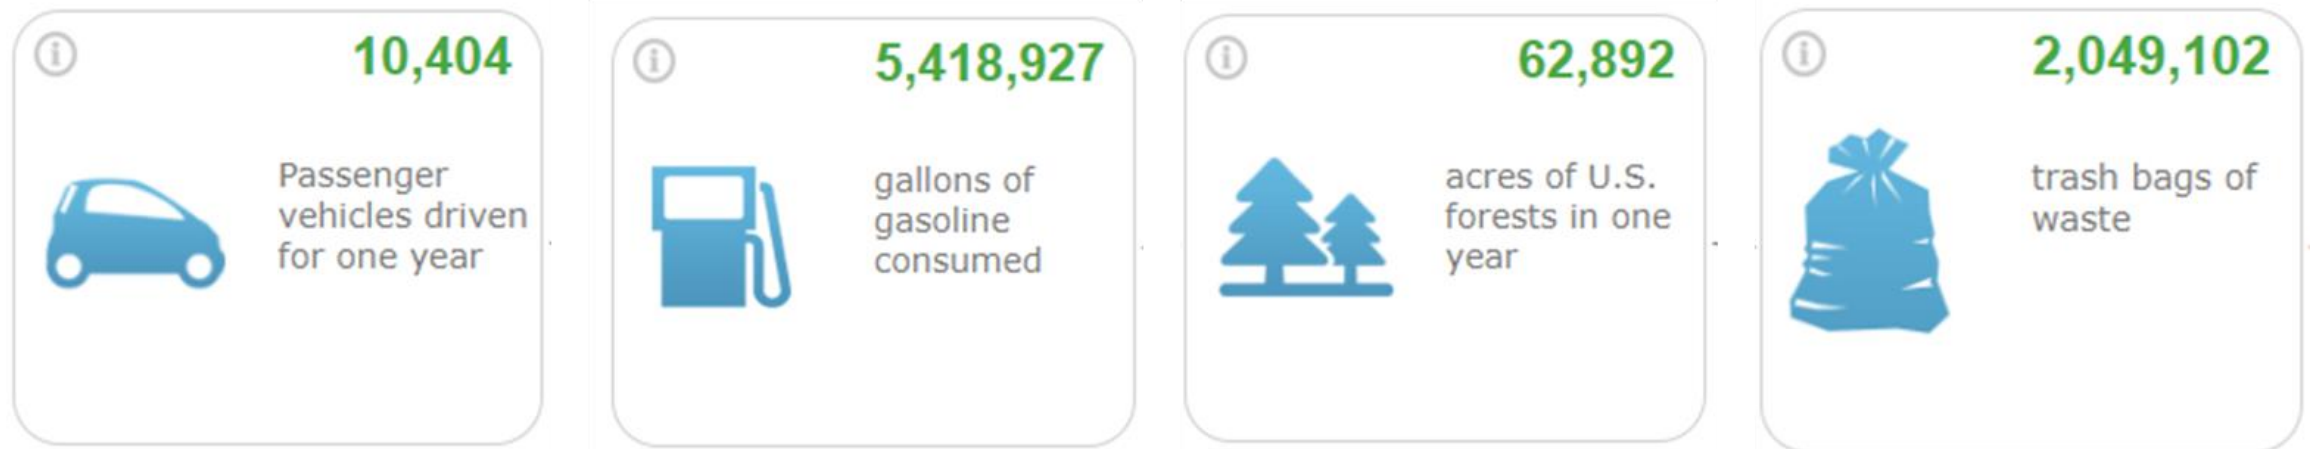 10,404
Passenger
vehicles driven
for one year
5,418,927
gallons of
gasoline
consumed
62,892
acres of U.S.
forests in one
year
2,049,102
trash bags of
waste